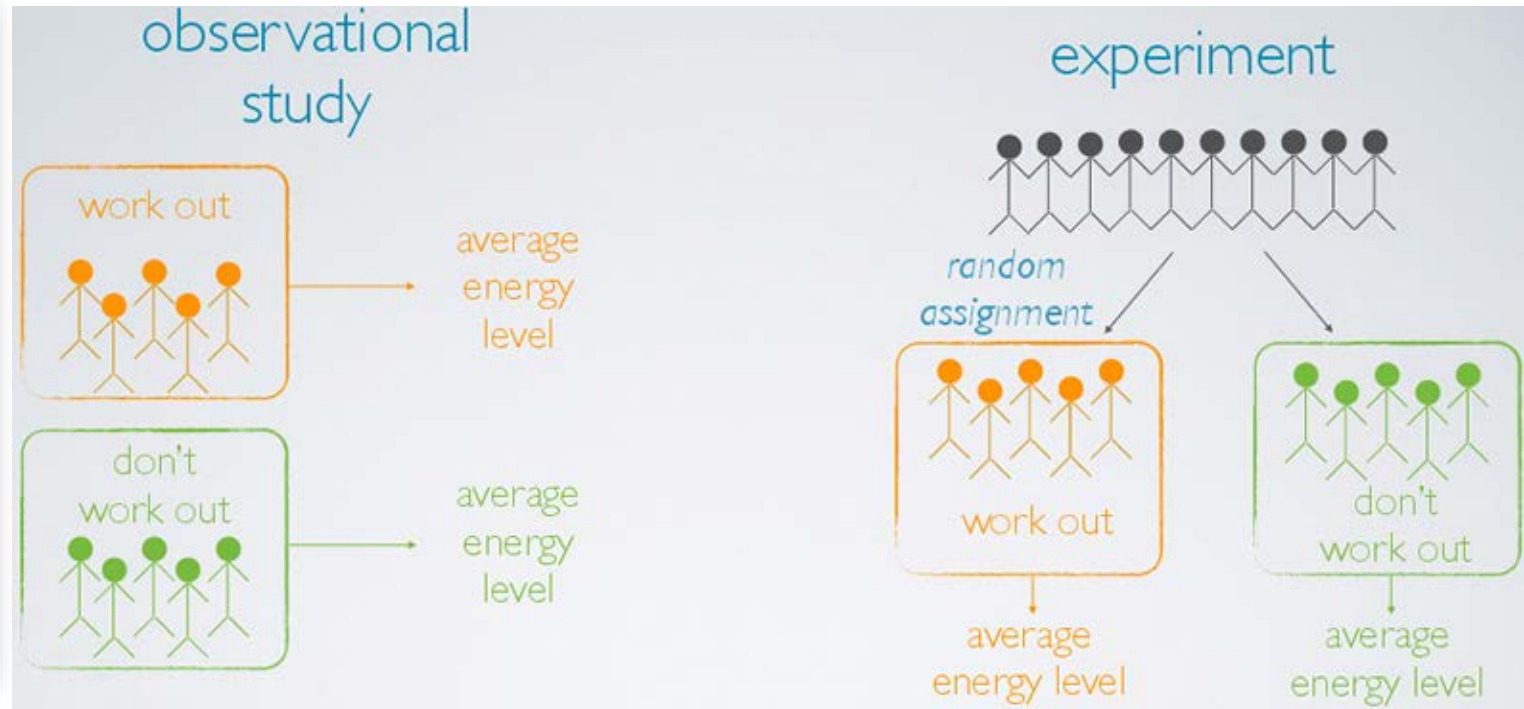 observational
study
work out
average
energy
level
don't
work out
average
energy
level
experiment
random
assignment
work out
don't
work out
average
energy level
average
energy level